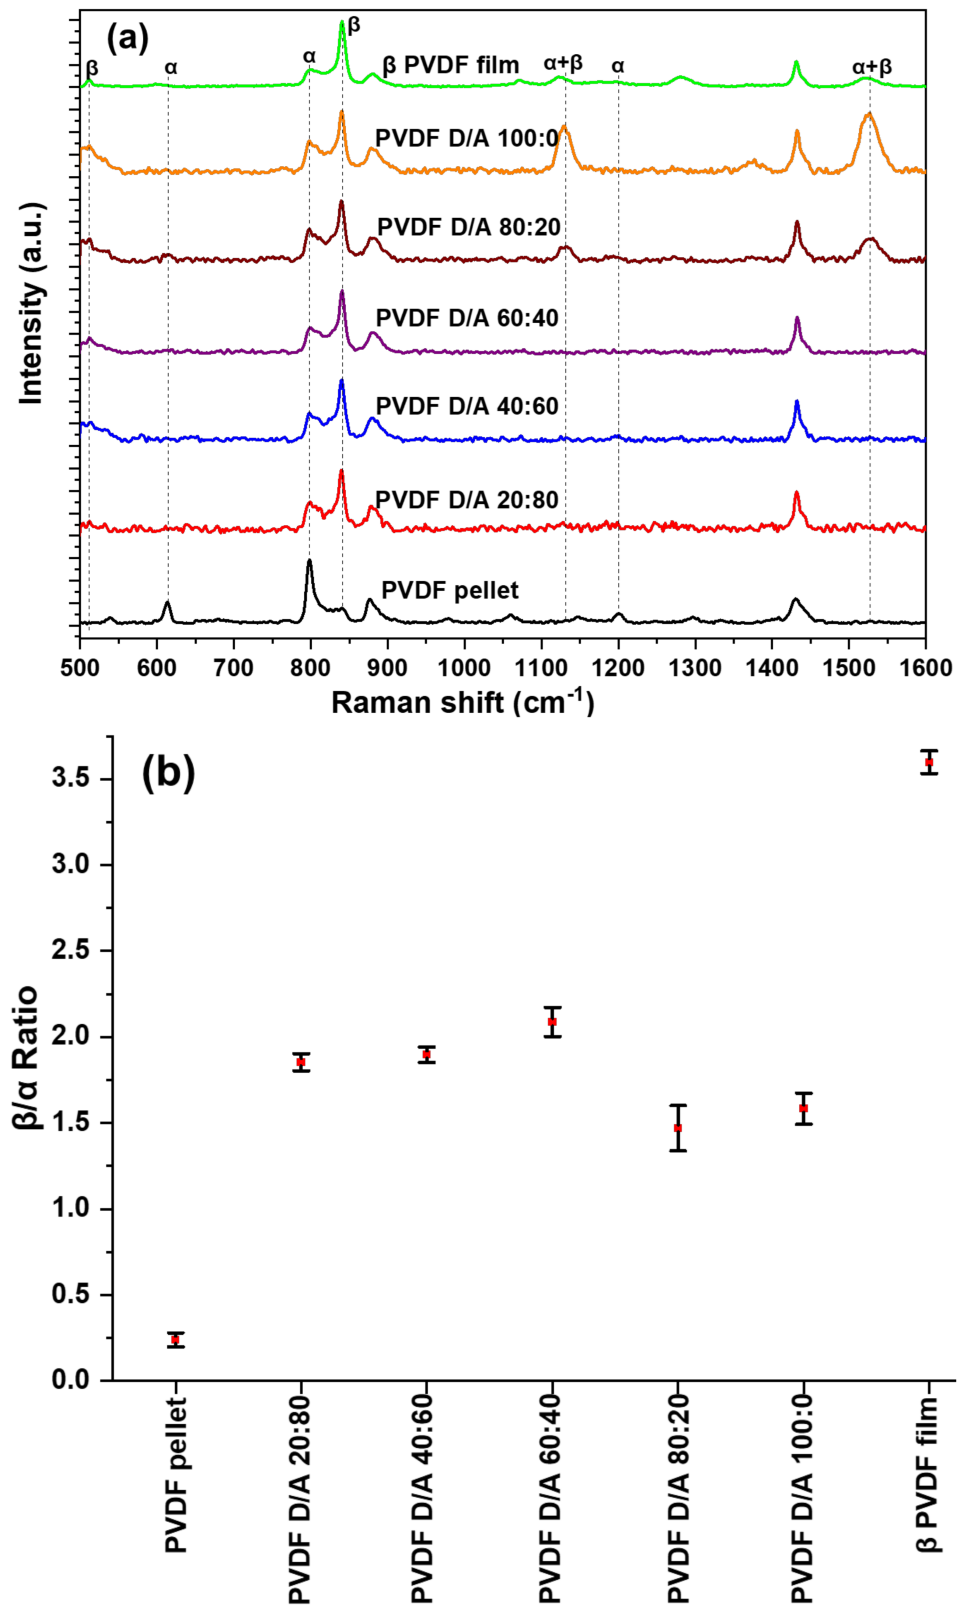 (a)
β
α
α
β
β PVDF film
α+β
α
α+β
PVDF D/A 100:0
PVDF D/A 80:20
PVDF D/A 60:40
PVDF D/A 40:60
PVDF D/A 20:80
PVDF pellet
Intensity (a.u.)
500 600 700 800 900 1000 1100 1200 1300 1400 1500 1600
Raman shift (cm⁻¹)
(b)
3.5
3.0
2.5
2.0
1.5
1.0
0.5
0.0
β/α Ratio
PVDF pellet
PVDF D/A 20:80
PVDF D/A 40:60
PVDF D/A 60:40
PVDF D/A 80:20
PVDF D/A 100:0
β PVDF film